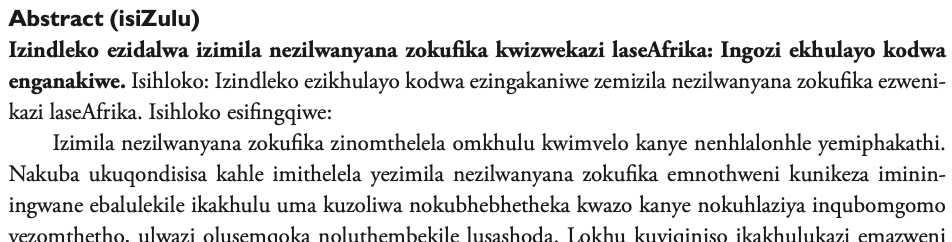 Abstract (isiZulu)
Izindleko ezidalwa izimila nezilwanyana zokufika kwizwekazi laseAfrika: Ingozi ekhulayo kodwa
enganakiwe. Isihloko: Izindleko ezikhulayo kodwa ezingakaniwe zemizila nezilwanyana zokufika ezweni-
kazi laseAfrika. Isihloko esifingqiwe:
Izimila nezilwanyana zokufika zinomthelela omkhulu kwimvelo kanye nenhlalonhle yemiphakathi.
Nakuba ukuqondisisa kahle imithelela yezimila nezilwanyana zokufika emnothweni kunikeza iminin-
ingwane ebalulekile ikakhulu uma kuzoliwa nokubhebhetheka kwazo kanye nokuhlaziya inqubomgomo
yezomthetho, ulwazi olusemqoka noluthembekile lusashoda. Lokhu kuyiqiniso ikakhulukazi emazweni